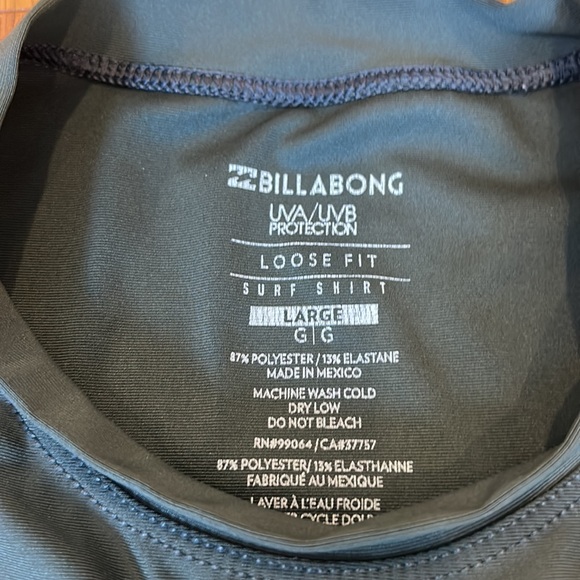 BILLABONG
UVA/UVB
PROTECTION
LOOSE FIT
SURF SHIRT
LARGE
G|G
87% POLYESTER/13% ELASTANE
MADE IN MEXICO
MACHINE WASH COLD
DRY LOW
DO NOT BLEACH
RN#99064/CA#37757
87% POLYESTER/13% ELASTHANNE
FABRIQUÉ AU MEXIQUE
LAVER À L'EAU FROIDE
CYCLE